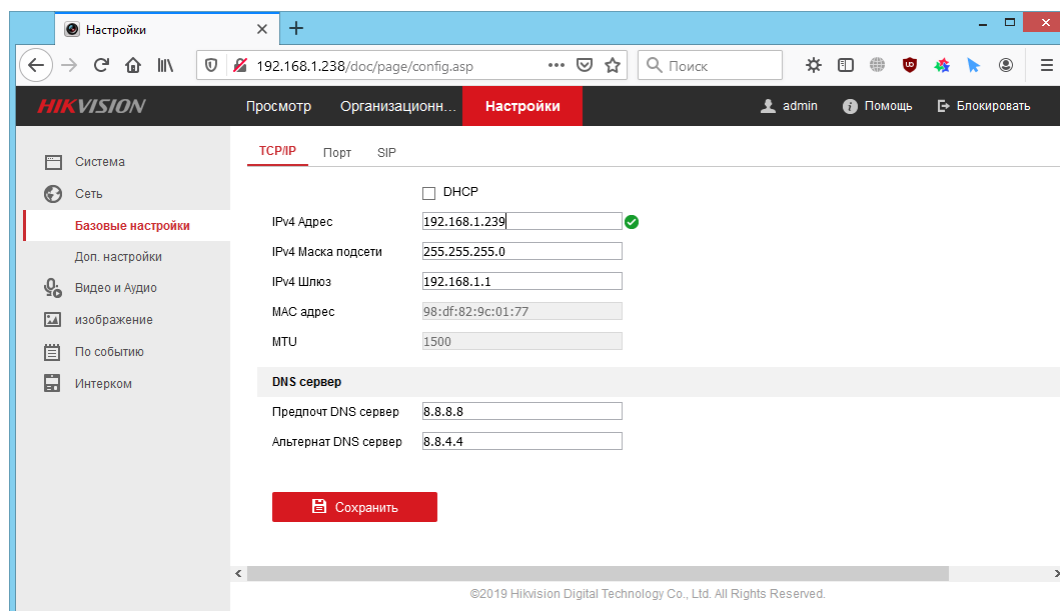 Настройки
192.168.1.238/doc/page/config.asp
Поиск
HIKVISION
Просмотр Организационн... Настройки admin Помощь Блокировать
Система
Сеть
Базовые настройки
Доп. настройки
Видео и Аудио
изображение
По событию
Интерком
TCP/IP Порт SIP
DHCP
IPv4 Адрес 192.168.1.239
IPv4 Маска подсети 255.255.255.0
IPv4 Шлюз 192.168.1.1
MAC адрес 98:df:82:9c:01:77
MTU 1500
DNS сервер
Предпочт DNS сервер 8.8.8.8
Альтернат DNS сервер 8.8.4.4
Сохранить
©2019 Hikvision Digital Technology Co., Ltd. All Rights Reserved.